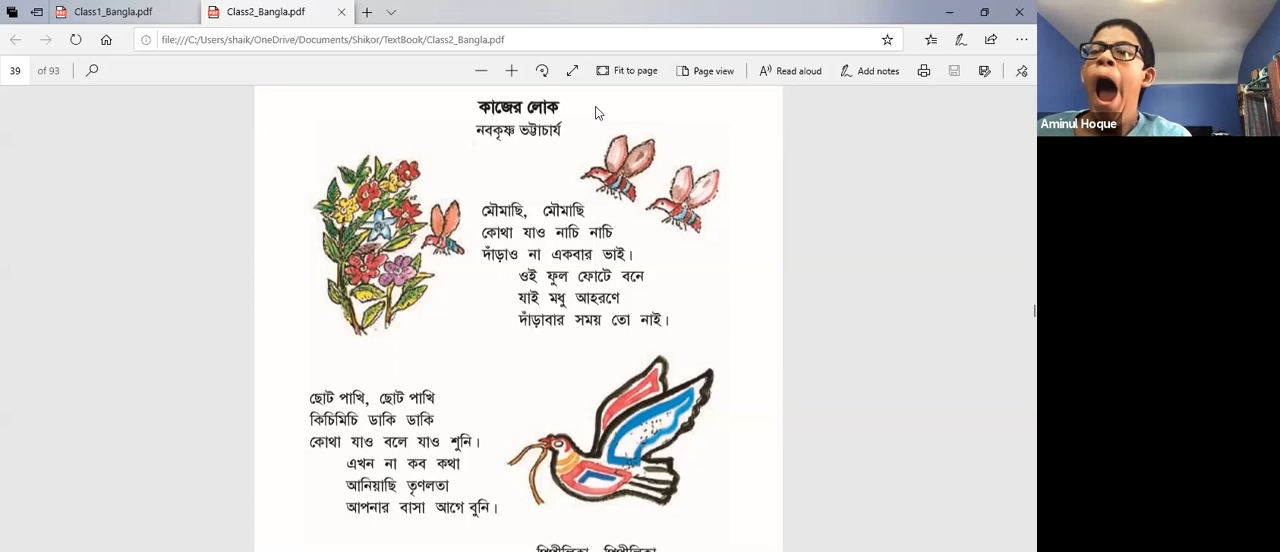 Class1_Bangla.pdf
Class2_Bangla.pdf
file:///C:/Users/shaik/OneDrive/Documents/Shikor/TextBook/Class2_Bangla.pdf
39 of 93
Fit to page
Page view
Read aloud
Add notes
Aminul Hoque
কাজের লোক
নবকৃষ্ণ ভট্টাচার্য
মৌমাছি, মৌমাছি
কোথা যাও নাচি নাচি
দাঁড়াও না একবার ভাই।
ওই ফুল ফোটে বনে
যাই মধু আহরণে
দাঁড়াবার সময় তো নাই।
ছোট পাখি, ছোট পাখি
কিচিমিচি ডাকি ডাকি
কোথা যাও বলে যাও শুনি।
এখন না কব কথা
আনিয়াছি তৃণলতা
আপনার বাসা আগে বুনি।